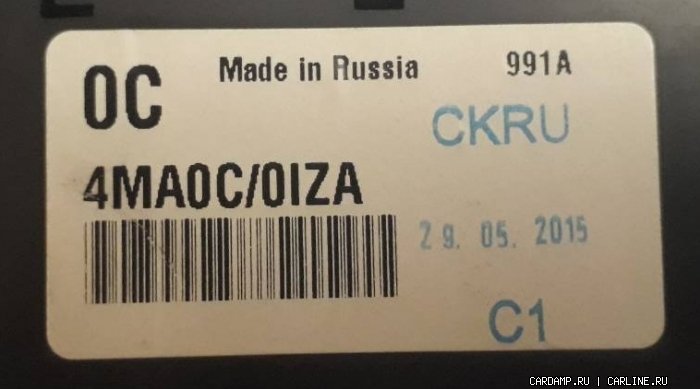 0C
Made in Russia
991A
CKRU
4MA0C/0IZA
29. 05. 2015
C1
CARDAMP.RU | CARLINE.RU